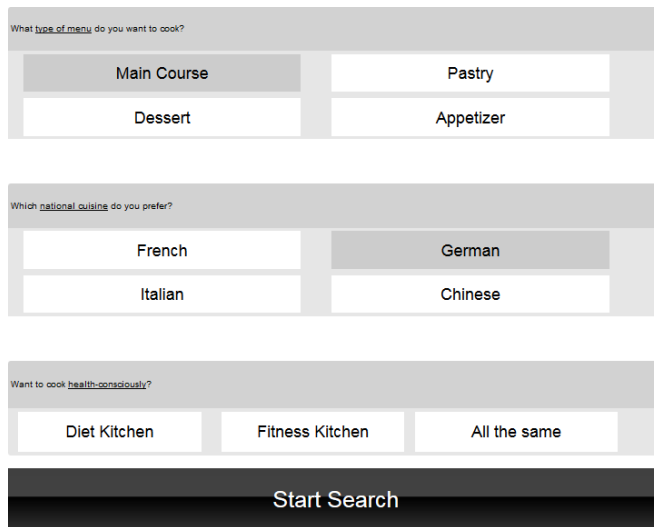 What type of menu do you want to cook?
Main Course
Pastry
Dessert
Appetizer
Which national cuisine do you prefer?
French
German
Italian
Chinese
Want to cook health-consciously?
Diet Kitchen
Fitness Kitchen
All the same
Start Search